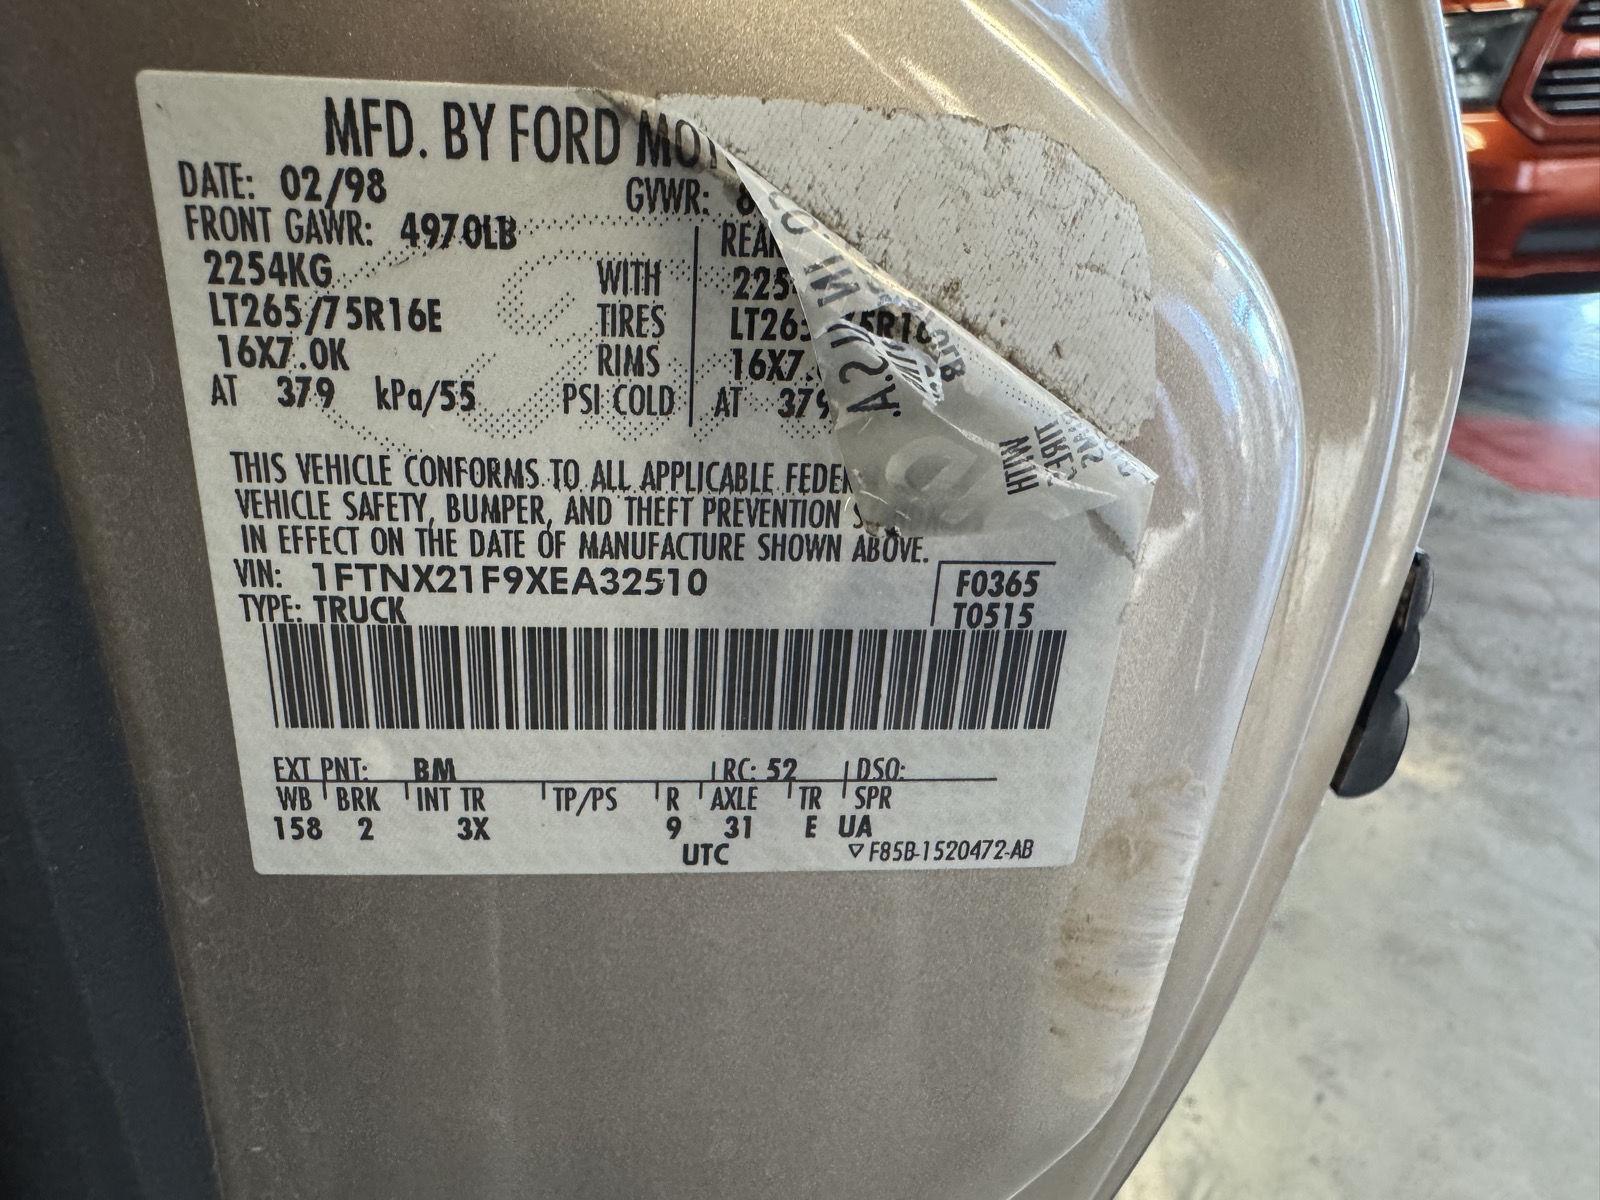 MFD. BY FORD
DATE: 02/98 GVWR:
FRONT GAWR: 4970LB
2254KG WITH
LT265/75R16E TIRES
16X7.0K RIMS
AT 379 kPa/55 PSI COLD AT 379
THIS VEHICLE CONFORMS TO ALL APPLICABLE
VEHICLE SAFETY, BUMPER, AND THEFT PREVENTION
IN EFFECT ON THE DATE OF MANUFACTURE SHOWN ABOVE.
VIN: 1FTNX21F9XEA32510 F0365
TYPE: TRUCK T0515
EXT PNT: BM RC: 52 DSO:
WB BRK INT TR TP/PS R AXLE TR SPR
158 2 3X 9 31 E UA
UTC ▽ F85B-1520472-AB